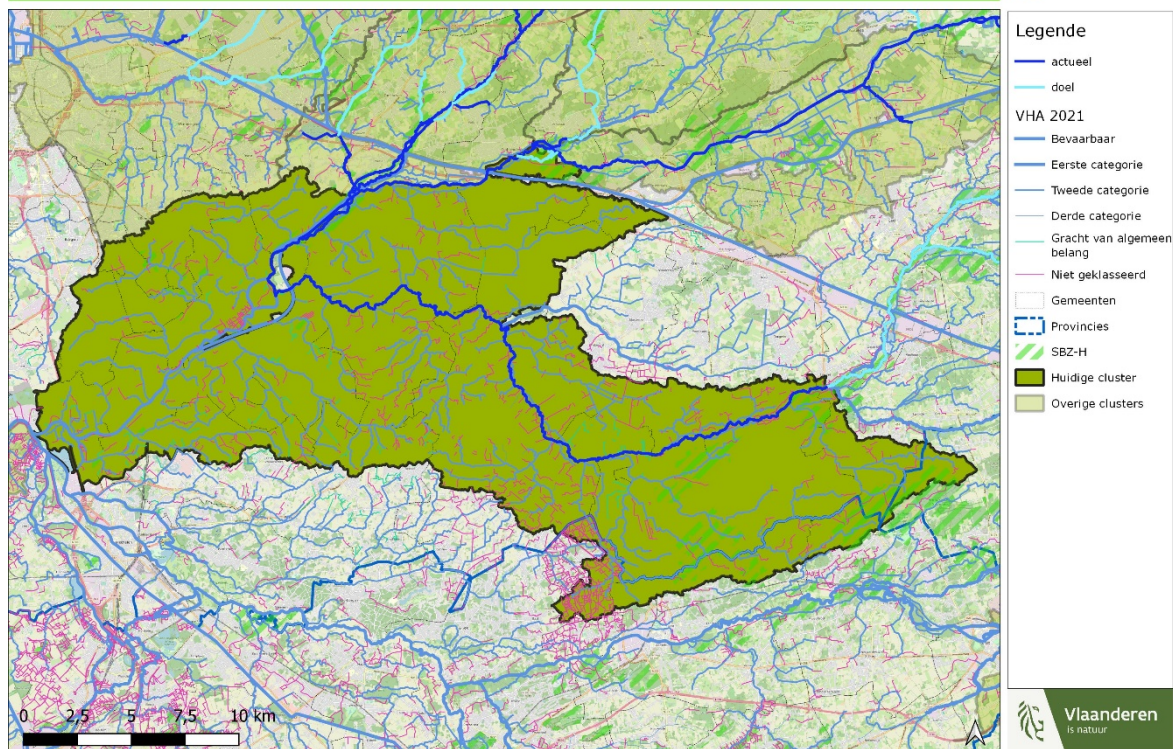 Legende
actueel
doel
VHA 2021
Bevaarbaar
Eerste categorie
Tweede categorie
Derde categorie
Gracht van algemeen
belang
Niet geklasseerd
Gemeenten
Provincies
SBZ-H
Huidige cluster
Overige clusters
0 2,5 5 7,5 10 km
Vlaanderen
is natuur